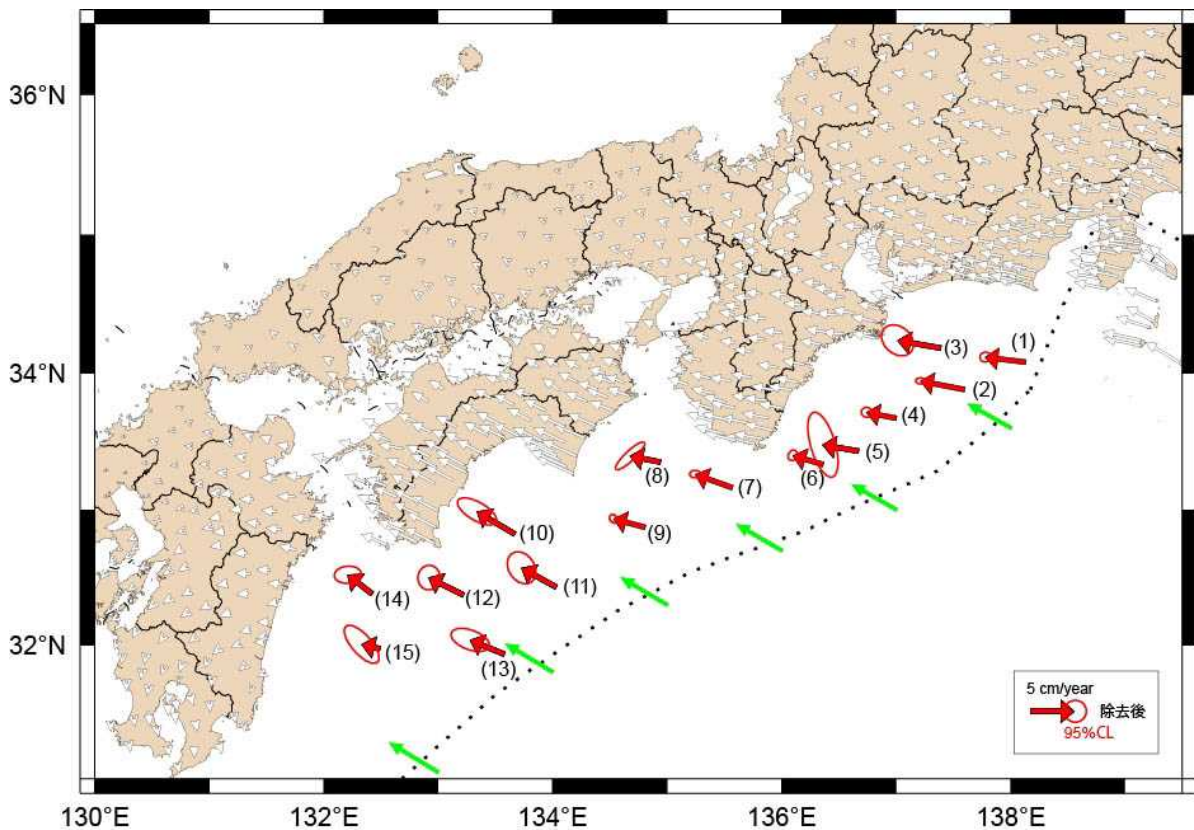 36°N
34°N
32°N
(1)
(3)
(2)
(4)
(5)
(8)
(6)
(7)
(10)
(9)
(11)
(14)
(12)
(15)
(13)
5 cm/year
除去後
95%CL
130°E
132°E
134°E
136°E
138°E